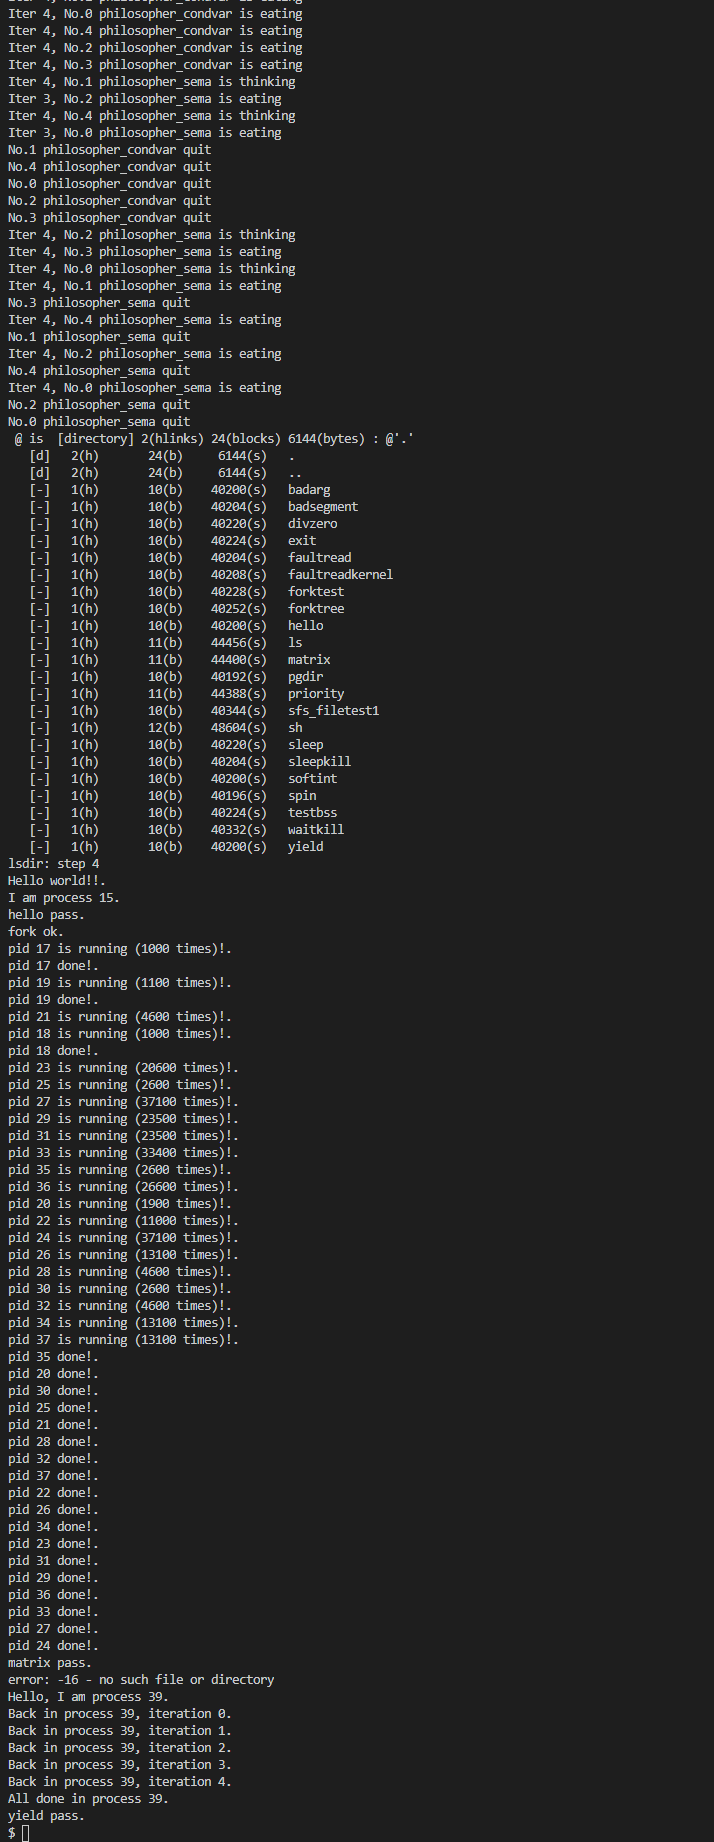 Iter 4, No.0 philosopher_condvar is eating
Iter 4, No.4 philosopher_condvar is eating
Iter 4, No.2 philosopher_condvar is eating
Iter 4, No.3 philosopher_condvar is eating
Iter 4, No.1 philosopher_sema is thinking
Iter 3, No.2 philosopher_sema is eating
Iter 4, No.4 philosopher_sema is thinking
Iter 3, No.0 philosopher_sema is eating
No.1 philosopher_condvar quit
No.4 philosopher_condvar quit
No.0 philosopher_condvar quit
No.2 philosopher_condvar quit
No.3 philosopher_condvar quit
Iter 4, No.2 philosopher_sema is thinking
Iter 4, No.3 philosopher_sema is eating
Iter 4, No.0 philosopher_sema is thinking
Iter 4, No.1 philosopher_sema is eating
No.3 philosopher_sema quit
Iter 4, No.4 philosopher_sema is eating
No.1 philosopher_sema quit
Iter 4, No.2 philosopher_sema is eating
No.4 philosopher_sema quit
Iter 4, No.0 philosopher_sema is eating
No.2 philosopher_sema quit
No.0 philosopher_sema quit
@ is  [directory] 2(hlinks) 24(blocks) 6144(bytes) : @'.'
[d]   2(h)       24(b)     6144(s)   .
[d]   2(h)       24(b)     6144(s)   ..
[-]   1(h)       10(b)    40200(s)   badarg
[-]   1(h)       10(b)    40204(s)   badsegment
[-]   1(h)       10(b)    40220(s)   divzero
[-]   1(h)       10(b)    40224(s)   exit
[-]   1(h)       10(b)    40204(s)   faultread
[-]   1(h)       10(b)    40208(s)   faultreadkernel
[-]   1(h)       10(b)    40228(s)   forktest
[-]   1(h)       10(b)    40252(s)   forktree
[-]   1(h)       10(b)    40200(s)   hello
[-]   1(h)       11(b)    44456(s)   ls
[-]   1(h)       11(b)    44400(s)   matrix
[-]   1(h)       10(b)    40192(s)   pgdir
[-]   1(h)       11(b)    44388(s)   priority
[-]   1(h)       10(b)    40344(s)   sfs_filetest1
[-]   1(h)       12(b)    48604(s)   sh
[-]   1(h)       10(b)    40220(s)   sleep
[-]   1(h)       10(b)    40204(s)   sleepkill
[-]   1(h)       10(b)    40200(s)   softint
[-]   1(h)       10(b)    40196(s)   spin
[-]   1(h)       10(b)    40224(s)   testbss
[-]   1(h)       10(b)    40332(s)   waitkill
[-]   1(h)       10(b)    40200(s)   yield
lsdir: step 4
Hello world!!.
I am process 15.
hello pass.
fork ok.
pid 17 is running (1000 times)!.
pid 17 done!.
pid 19 is running (1100 times)!.
pid 19 done!.
pid 21 is running (4600 times)!.
pid 18 is running (1000 times)!.
pid 18 done!.
pid 23 is running (20600 times)!.
pid 25 is running (2600 times)!.
pid 27 is running (37100 times)!.
pid 29 is running (23500 times)!.
pid 31 is running (23500 times)!.
pid 33 is running (33400 times)!.
pid 35 is running (2600 times)!.
pid 36 is running (26600 times)!.
pid 20 is running (1900 times)!.
pid 22 is running (11000 times)!.
pid 24 is running (37100 times)!.
pid 26 is running (13100 times)!.
pid 28 is running (4600 times)!.
pid 30 is running (2600 times)!.
pid 32 is running (4600 times)!.
pid 34 is running (13100 times)!.
pid 37 is running (13100 times)!.
pid 35 done!.
pid 20 done!.
pid 30 done!.
pid 25 done!.
pid 21 done!.
pid 28 done!.
pid 32 done!.
pid 37 done!.
pid 22 done!.
pid 26 done!.
pid 34 done!.
pid 23 done!.
pid 31 done!.
pid 29 done!.
pid 36 done!.
pid 33 done!.
pid 27 done!.
pid 24 done!.
matrix pass.
error: -16 - no such file or directory
Hello, I am process 39.
Back in process 39, iteration 0.
Back in process 39, iteration 1.
Back in process 39, iteration 2.
Back in process 39, iteration 3.
Back in process 39, iteration 4.
All done in process 39.
yield pass.
$